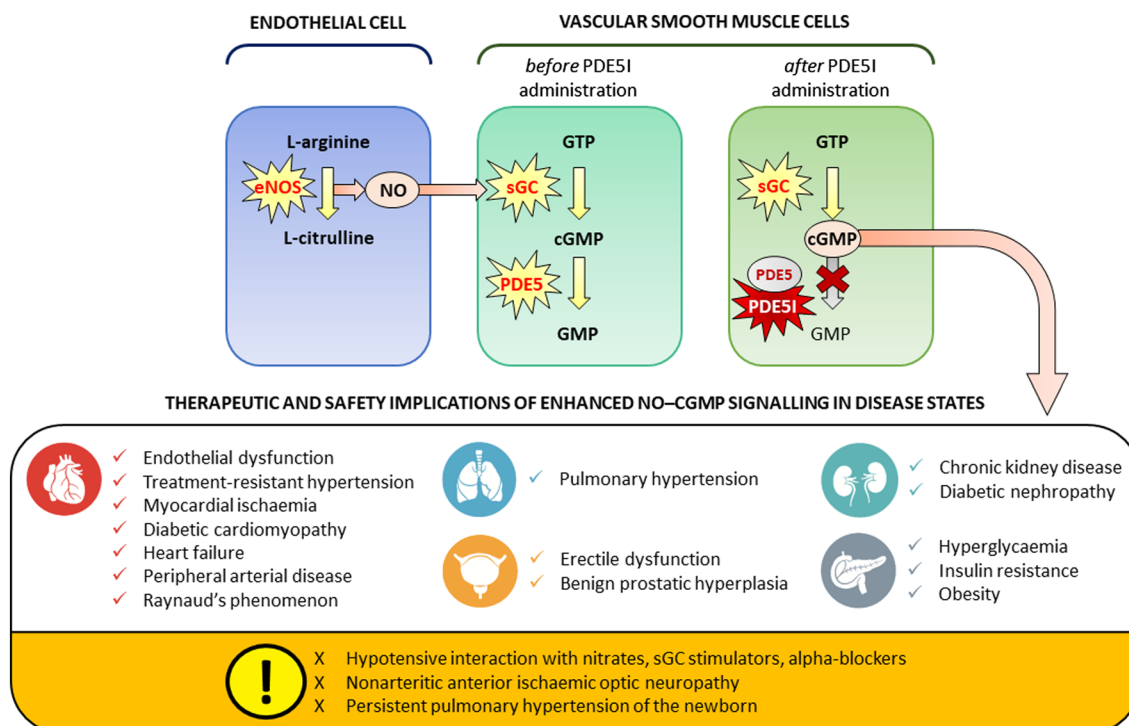 ENDOTHELIAL CELL
VASCULAR SMOOTH MUSCLE CELLS
before PDE5I
administration
after PDE5I
administration
L-arginine
eNOS
NO
L-citrulline
GTP
sGC
cGMP
PDE5
GMP
GTP
sGC
cGMP
PDE5
PDE5I
GMP
THERAPEUTIC AND SAFETY IMPLICATIONS OF ENHANCED NO–CGMP SIGNALLING IN DISEASE STATES
✓ Endothelial dysfunction
✓ Treatment-resistant hypertension
✓ Myocardial ischaemia
✓ Diabetic cardiomyopathy
✓ Heart failure
✓ Peripheral arterial disease
✓ Raynaud's phenomenon
✓ Pulmonary hypertension
✓ Erectile dysfunction
✓ Benign prostatic hyperplasia
✓ Chronic kidney disease
✓ Diabetic nephropathy
✓ Hyperglycaemia
✓ Insulin resistance
✓ Obesity
!
X Hypotensive interaction with nitrates, sGC stimulators, alpha-blockers
X Nonarteritic anterior ischaemic optic neuropathy
X Persistent pulmonary hypertension of the newborn